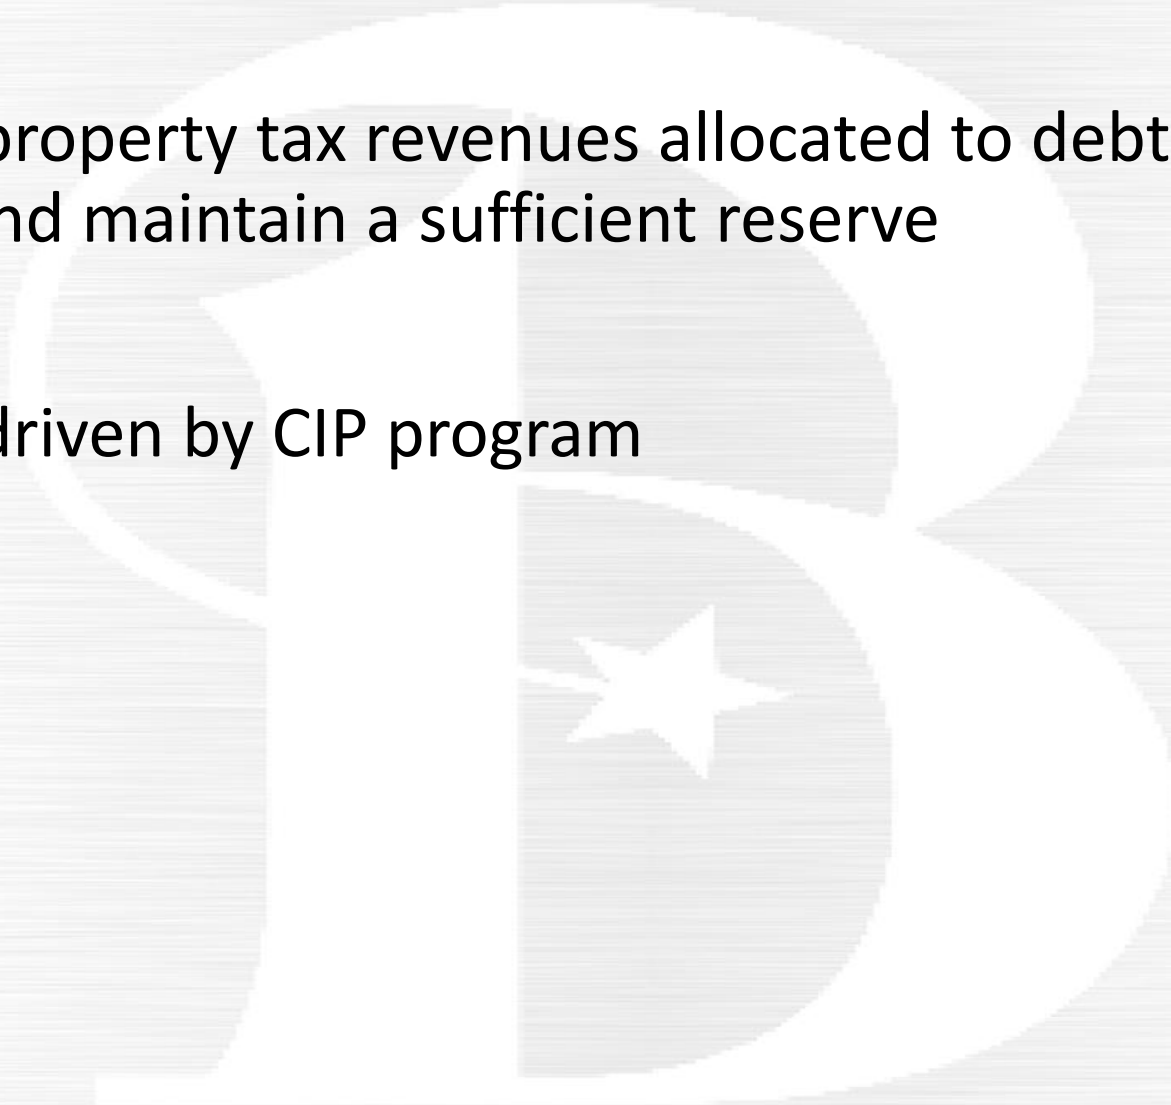 property tax revenues allocated to debt
nd maintain a sufficient reserve
driven by CIP program